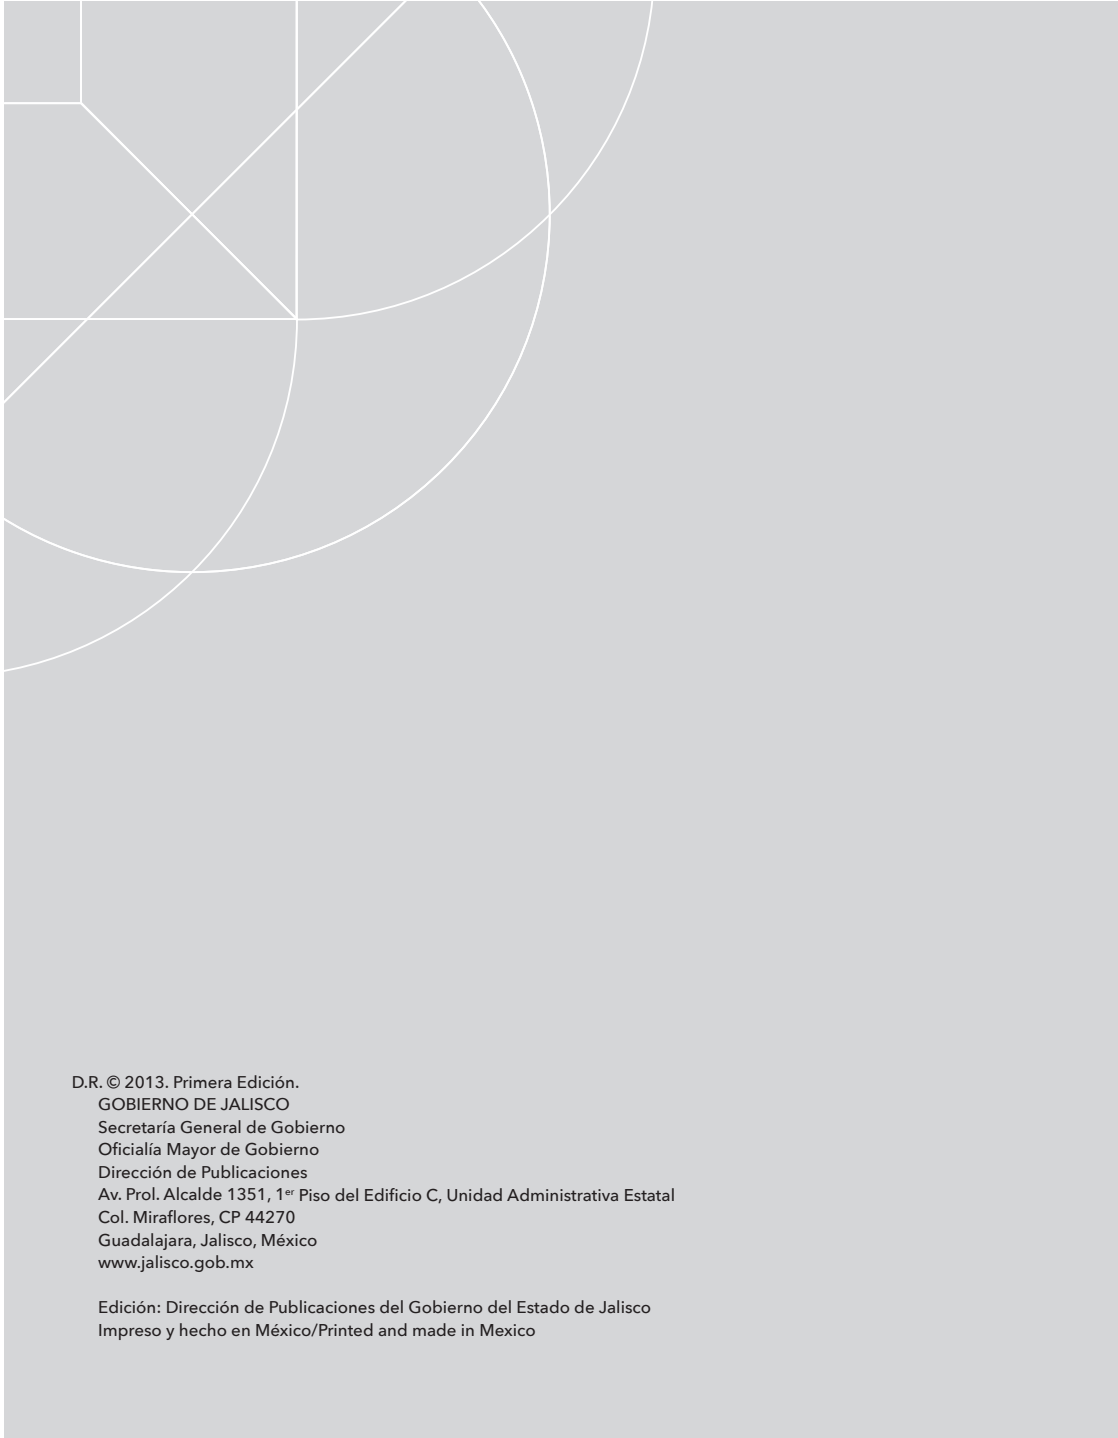 D.R. © 2013. Primera Edición.
GOBIERNO DE JALISCO
Secretaría General de Gobierno
Oficialía Mayor de Gobierno
Dirección de Publicaciones
Av. Prol. Alcalde 1351, 1er Piso del Edificio C, Unidad Administrativa Estatal
Col. Miraflores, CP 44270
Guadalajara, Jalisco, México
www.jalisco.gob.mx
Edición: Dirección de Publicaciones del Gobierno del Estado de Jalisco
Impreso y hecho en México/Printed and made in Mexico